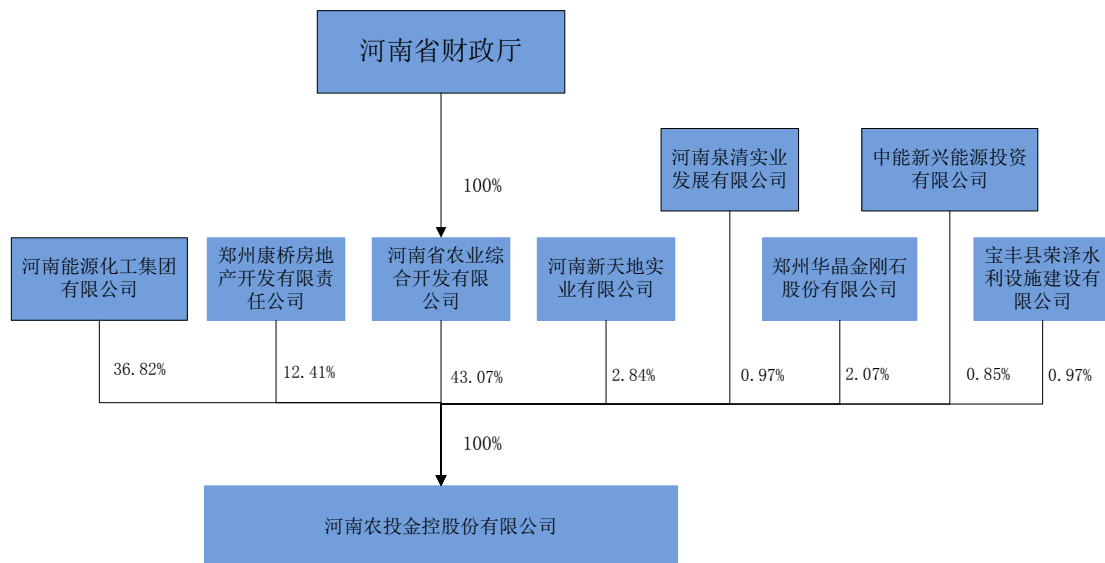 河南省财政厅
100%
河南泉清实业
发展有限公司
中能新兴能源投资
有限公司
河南能源化工集团
有限公司
郑州康桥房地
产开发有限责
任公司
河南省农业综
合开发有限
公司
河南新天地实
业有限公司
郑州华晶金刚石
股份有限公司
宝丰县荣泽水
利设施建设有
限公司
36.82%
12.41%
43.07%
2.84%
0.97%
2.07%
0.85%
0.97%
100%
河南农投金控股份有限公司